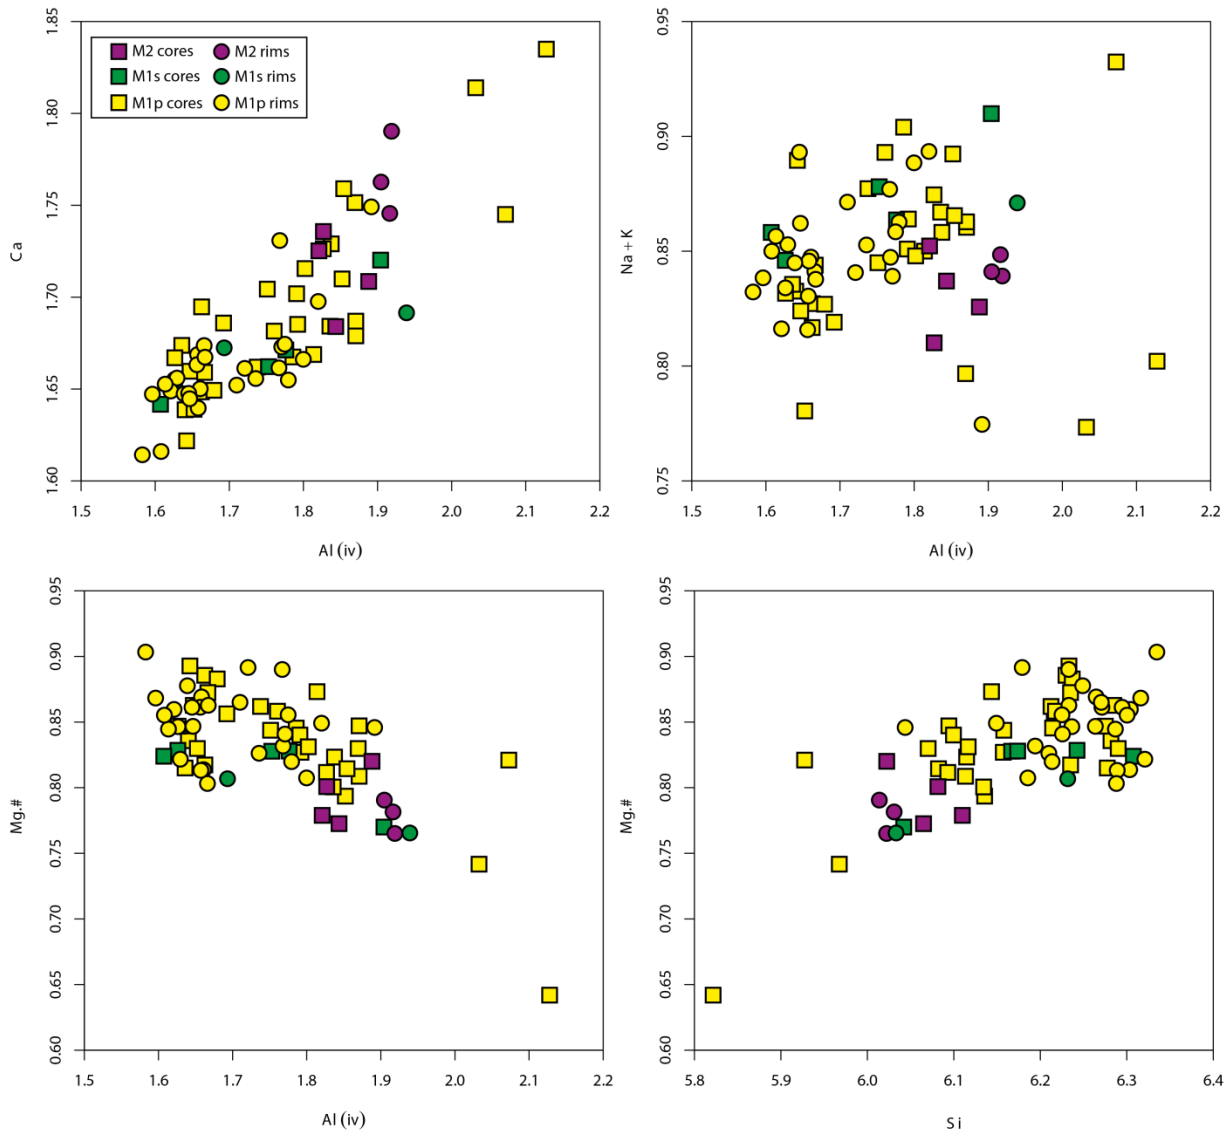 1.85
1.80
1.75
1.70
1.65
1.60
Ca
M2 cores M2 rims
M1s cores M1s rims
M1p cores M1p rims
1.5 1.6 1.7 1.8 1.9 2.0 2.1 2.2
Al (iv)
0.95
0.90
0.85
0.80
0.75
Na + K
1.5 1.6 1.7 1.8 1.9 2.0 2.1 2.2
Al (iv)
0.95
0.90
0.85
0.80
0.75
0.70
0.65
0.60
Mg.#
1.5 1.6 1.7 1.8 1.9 2.0 2.1 2.2
Al (iv)
0.95
0.90
0.85
0.80
0.75
0.70
0.65
0.60
Mg.#
5.8 5.9 6.0 6.1 6.2 6.3 6.4
Si